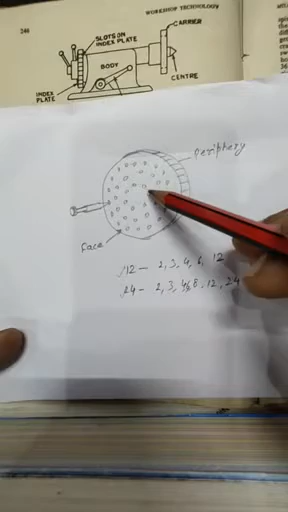 246
WORKSHOP TECHNOLOGY
CARRIER
SLOTS ON
INDEX PLATE
BODY
INDEX
PLATE
CENTRE
Periphery
Face
12 - 2, 3, 4, 6, 12
24 - 2, 3, 4, 6, 8, 12, 24